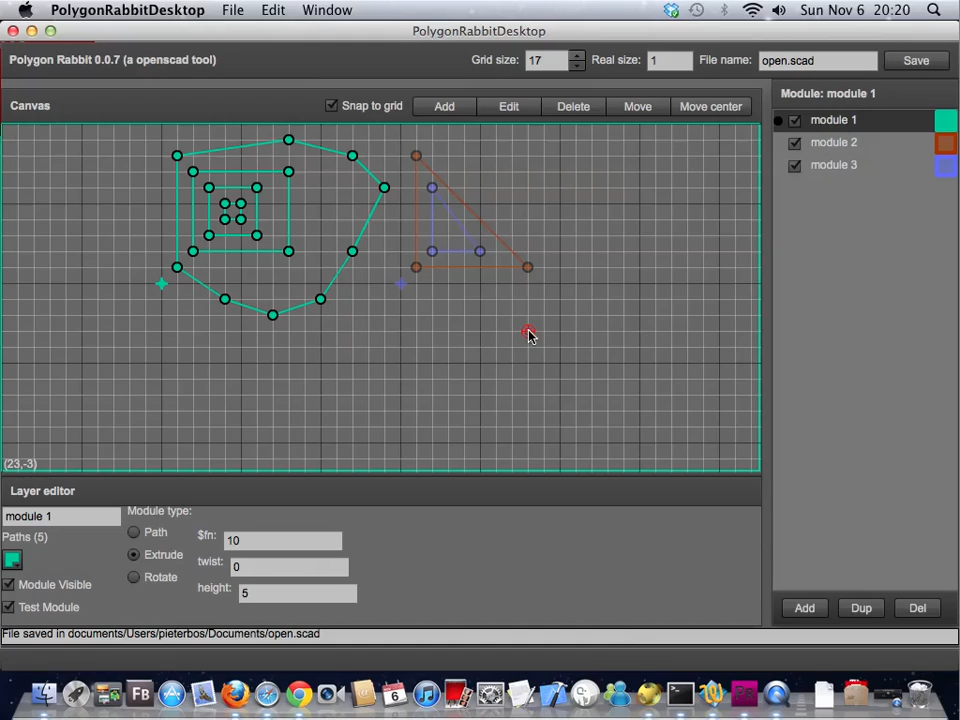 PolygonRabbitDesktop File Edit Window Sun Nov 6 20:20
PolygonRabbitDesktop
Polygon Rabbit 0.0.7 (a openscad tool) Grid size: 17 Real size: 1 File name: open.scad Save
Canvas Snap to grid Add Edit Delete Move Move center
Module: module 1
module 1
module 2
module 3
(23,-3)
Layer editor
module 1
Paths (5)
Module Visible
Test Module
Module type:
Path
Extrude
Rotate
$fn: 10
twist: 0
height: 5
Add Dup Del
File saved in documents/Users/pieterbos/Documents/open.scad
Fb
6
Pb